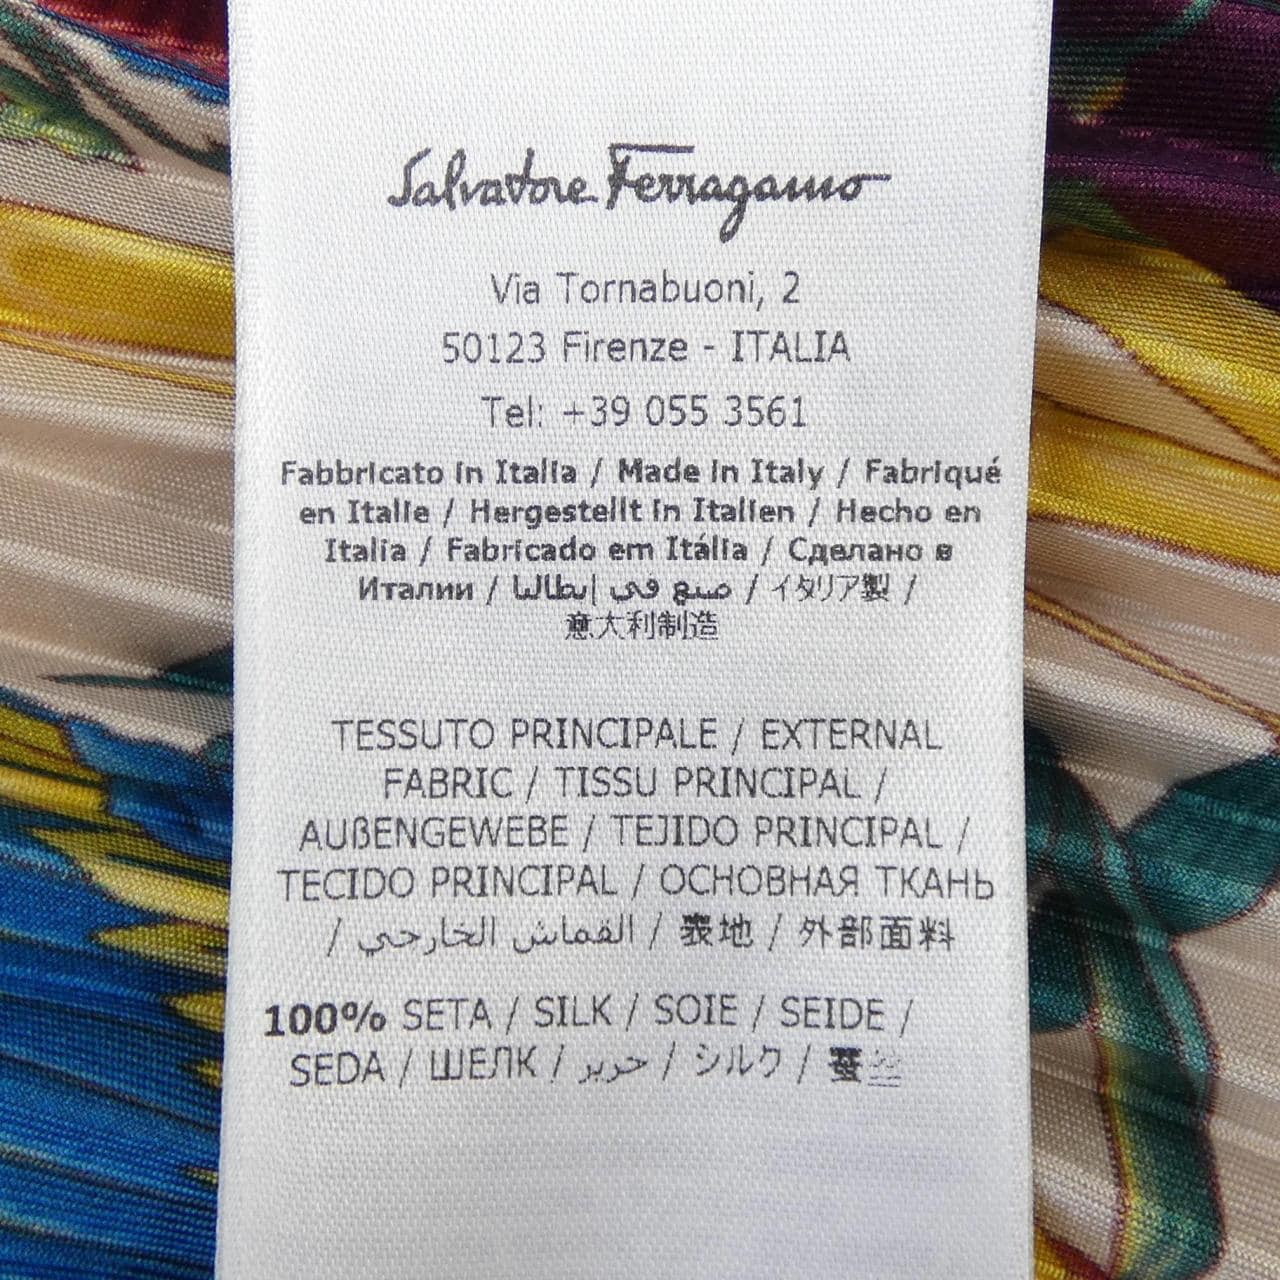 Salvatore Ferragamo
Via Tornabuoni, 2
50123 Firenze - ITALIA
Tel: +39 055 3561
Fabbricato in Italia / Made in Italy / Fabriqué
en Italie / Hergestellt in Italien / Hecho en
Italia / Fabricado em Itália / Сделано в
Италии / صنع في إيطاليا / イタリア製 /
意大利制造
TESSUTO PRINCIPALE / EXTERNAL
FABRIC / TISSU PRINCIPAL /
AUßENGEWEBE / TEJIDO PRINCIPAL /
TECIDO PRINCIPAL / ОСНОВНАЯ ТКАНЬ
/ القماش الخارجي / 表地 / 外部面料
100% SETA / SILK / SOIE / SEIDE /
SEDA / ШЕЛК / حرير / シルク / 蚕丝